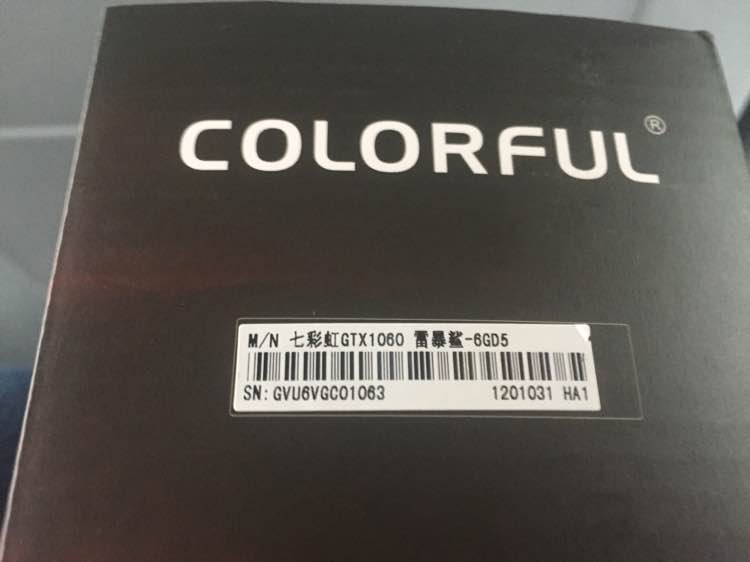 COLORFUL®
M/N 七彩虹GTX1060 雷暴鲨-6GD5
SN: GVU6VGC01063 1201031 HA1